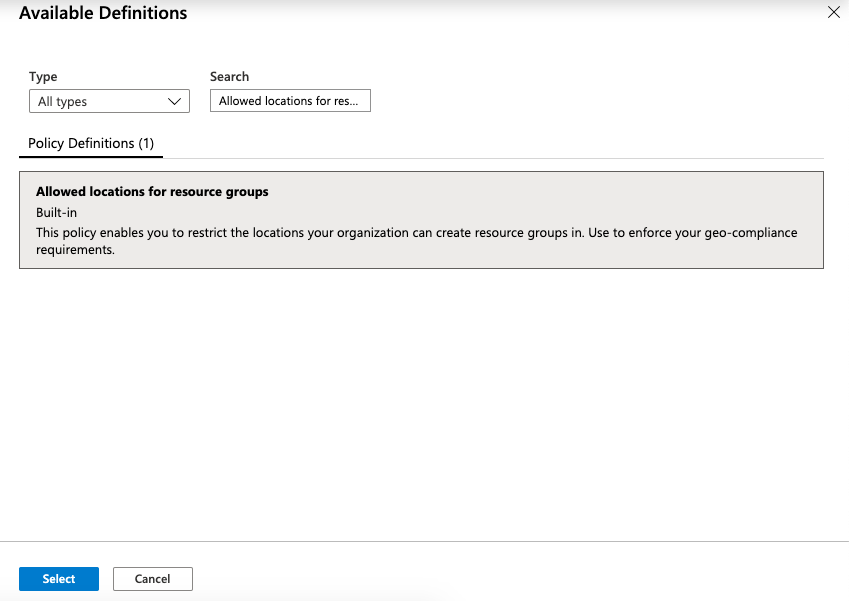 Available Definitions
Type
Search
All types
Allowed locations for res...
Policy Definitions (1)
Allowed locations for resource groups
Built-in
This policy enables you to restrict the locations your organization can create resource groups in. Use to enforce your geo-compliance
requirements.
Select
Cancel